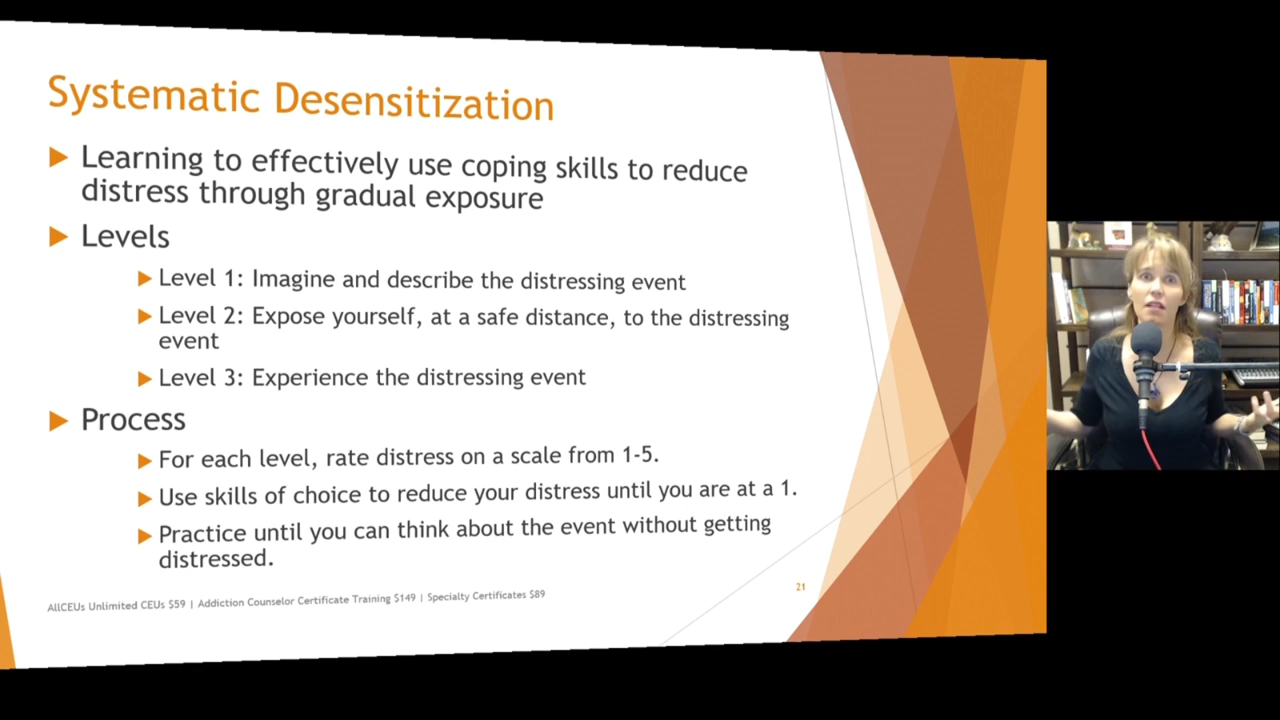 Systematic Desensitization
Learning to effectively use coping skills to reduce
distress through gradual exposure
Levels
Level 1: Imagine and describe the distressing event
Level 2: Expose yourself, at a safe distance, to the distressing
event
Level 3: Experience the distressing event
Process
For each level, rate distress on a scale from 1-5.
Use skills of choice to reduce your distress until you are at a 1.
Practice until you can think about the event without getting
distressed.
AllCEUs Unlimited CEUs $59 | Addiction Counselor Certificate Training $149 | Specialty Certificates $89
21